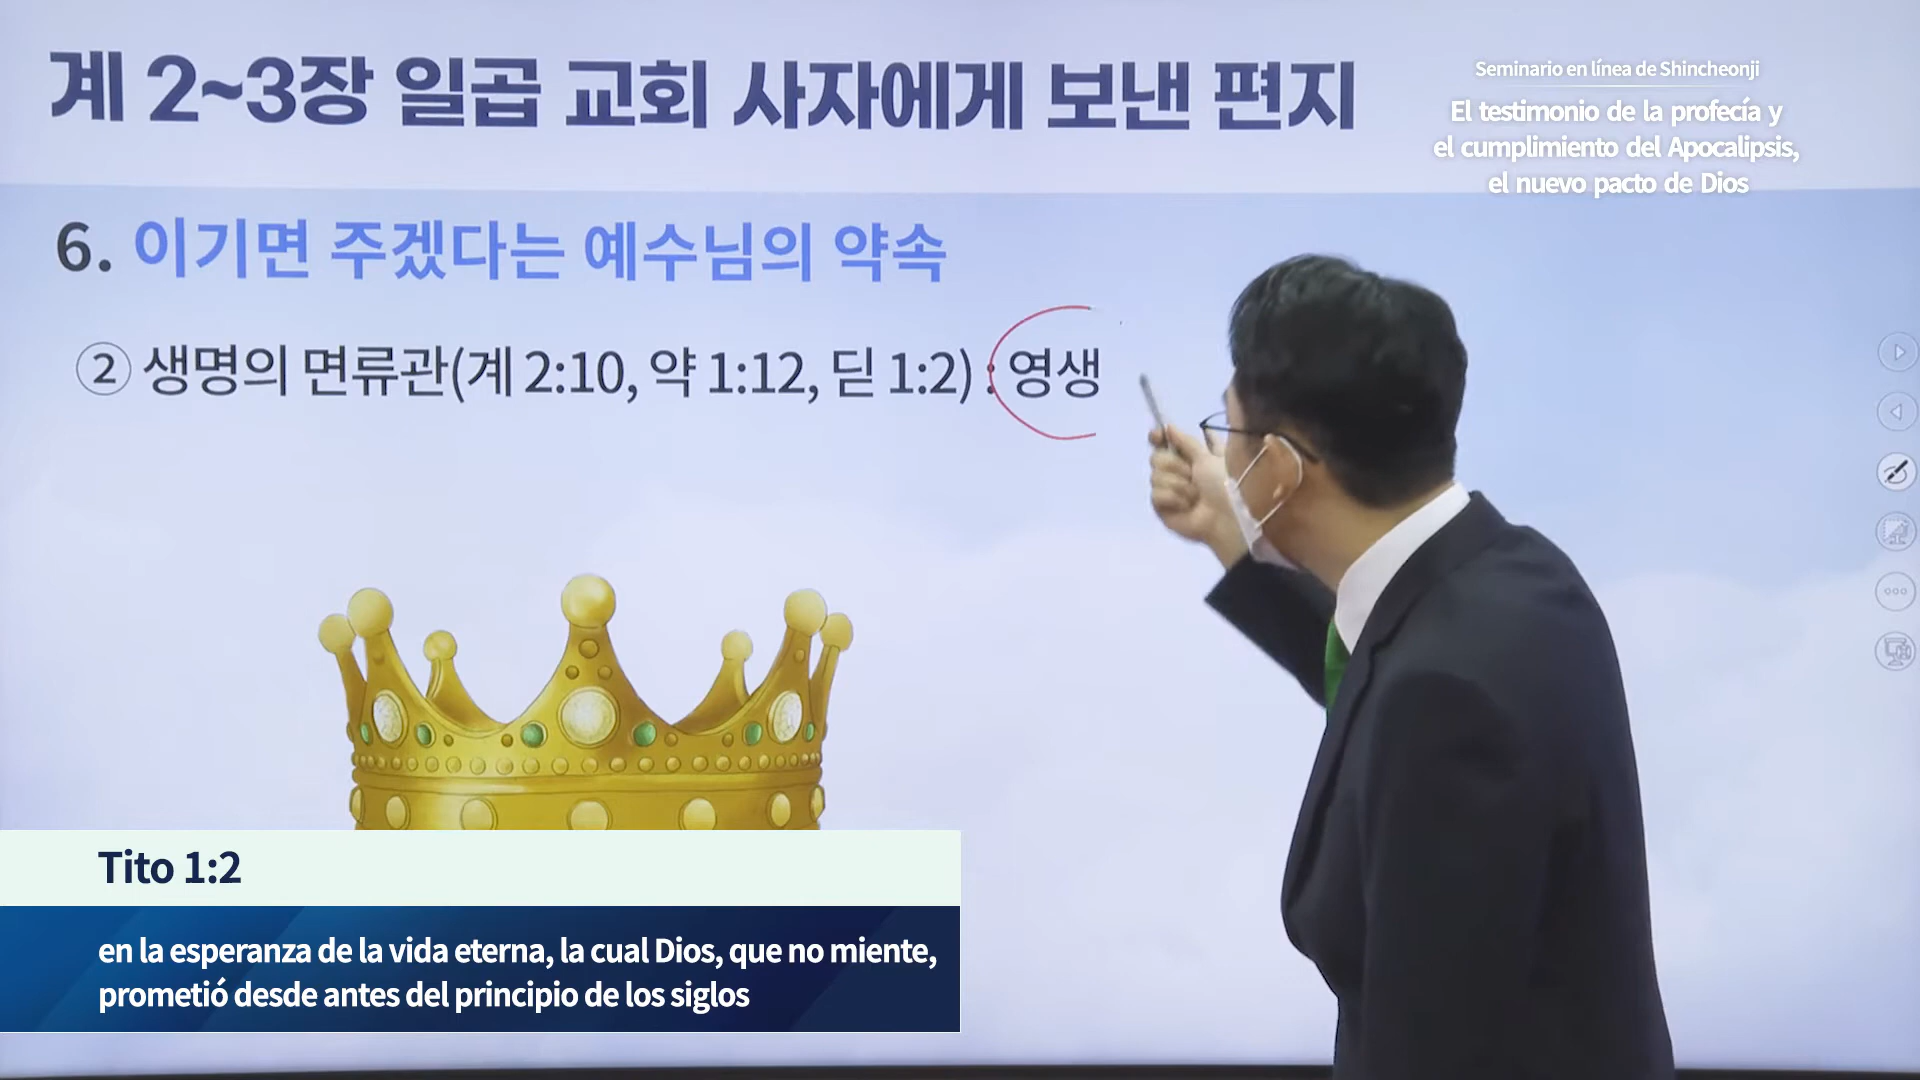 계 2~3장 일곱 교회 사자에게 보낸 편지
Seminario en línea de Shincheonji
El testimonio de la profecía y
el cumplimiento del Apocalipsis,
el nuevo pacto de Dios
6. 이기면 주겠다는 예수님의 약속
② 생명의 면류관(계 2:10, 약 1:12, 딛 1:2) : 영생
Tito 1:2
en la esperanza de la vida eterna, la cual Dios, que no miente,
prometió desde antes del principio de los siglos